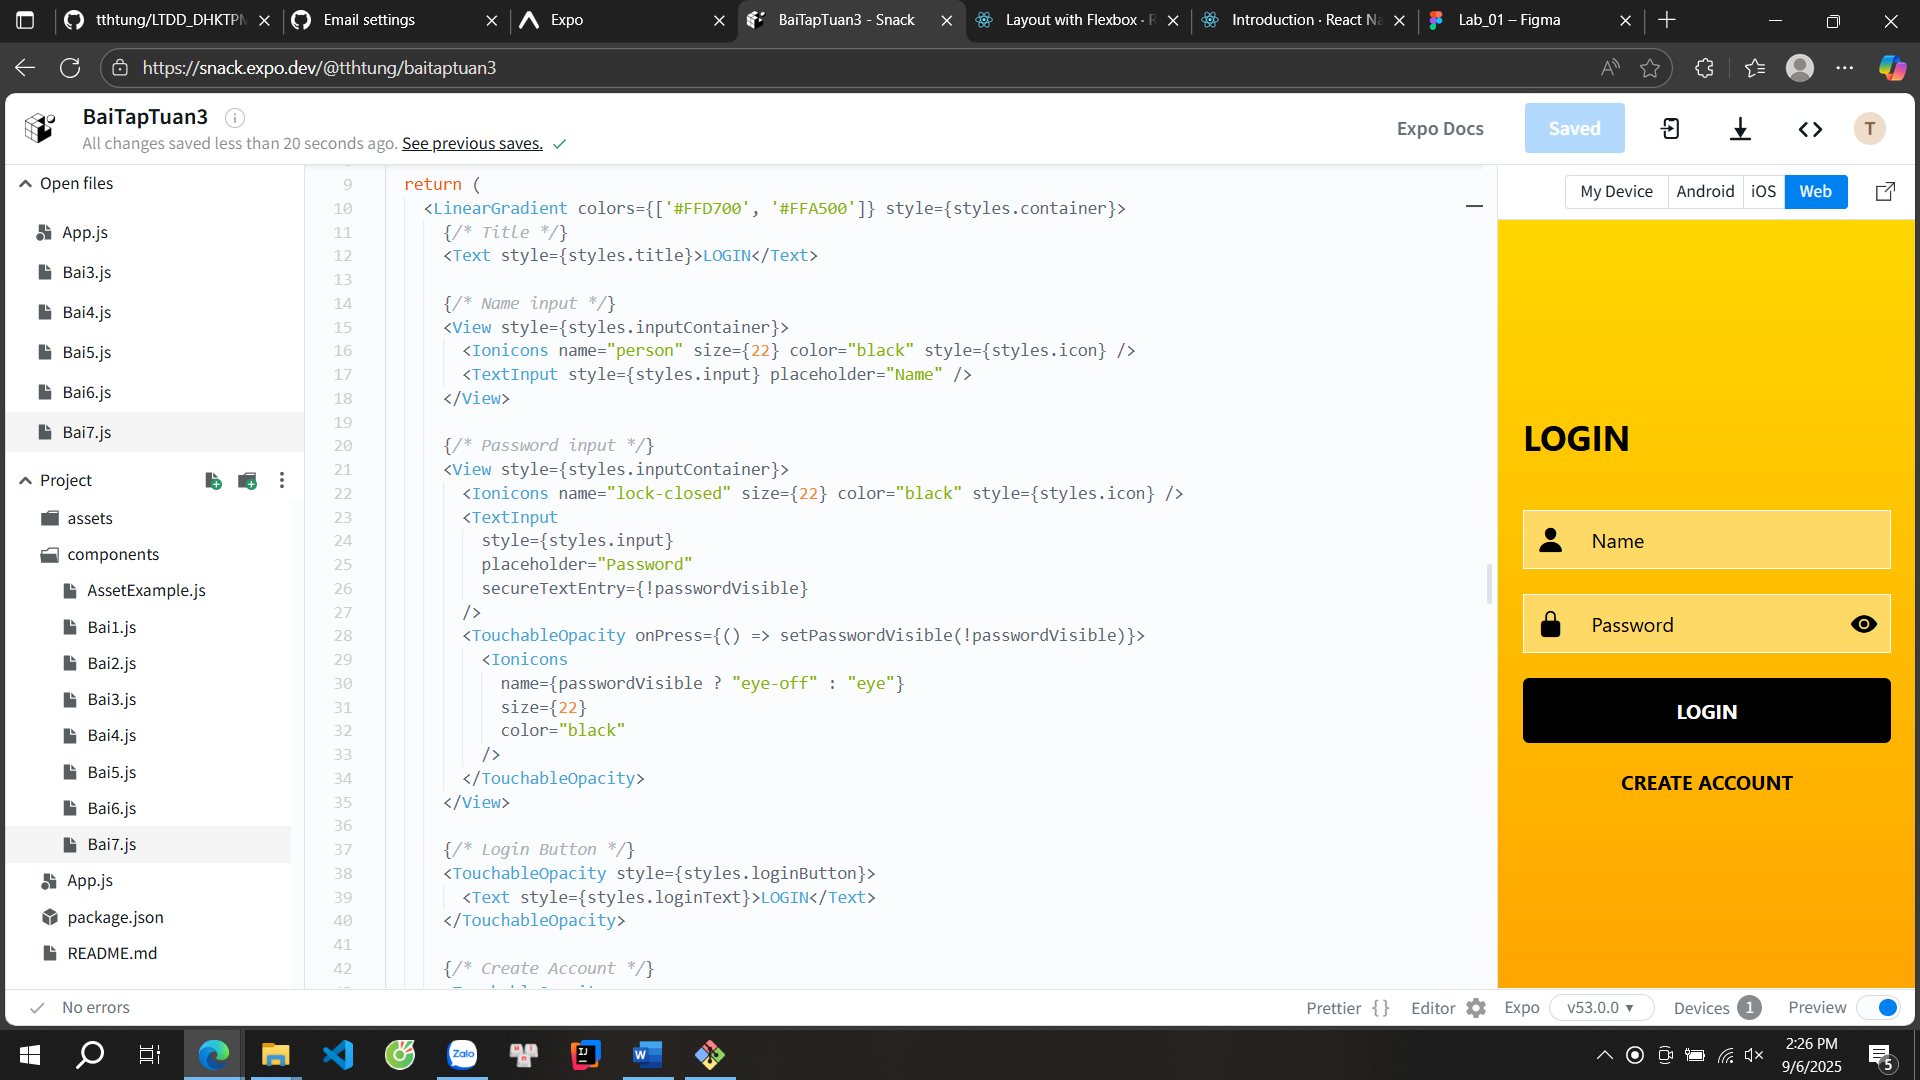 tthtung/LTDD_DHKTPM
Email settings
Expo
BaiTapTuan3 - Snack
Layout with Flexbox · R
Introduction · React Na
Lab_01 – Figma
https://snack.expo.dev/@tthtung/baitaptuan3
BaiTapTuan3
All changes saved less than 20 seconds ago. See previous saves.
Expo Docs
Saved
T
Open files
App.js
Bai3.js
Bai4.js
Bai5.js
Bai6.js
Bai7.js
Project
assets
components
AssetExample.js
Bai1.js
Bai2.js
Bai3.js
Bai4.js
Bai5.js
Bai6.js
Bai7.js
App.js
package.json
README.md
9 return (
10 <LinearGradient colors={['#FFD700', '#FFA500']} style={styles.container}>
11 {/* Title */}
12 <Text style={styles.title}>LOGIN</Text>
13
14 {/* Name input */}
15 <View style={styles.inputContainer}>
16 <Ionicons name="person" size={22} color="black" style={styles.icon} />
17 <TextInput style={styles.input} placeholder="Name" />
18 </View>
19
20 {/* Password input */}
21 <View style={styles.inputContainer}>
22 <Ionicons name="lock-closed" size={22} color="black" style={styles.icon} />
23 <TextInput
24 style={styles.input}
25 placeholder="Password"
26 secureTextEntry={!passwordVisible}
27 />
28 <TouchableOpacity onPress={() => setPasswordVisible(!passwordVisible)}>
29 <Ionicons
30 name={passwordVisible ? "eye-off" : "eye"}
31 size={22}
32 color="black"
33 />
34 </TouchableOpacity>
35 </View>
36
37 {/* Login Button */}
38 <TouchableOpacity style={styles.loginButton}>
39 <Text style={styles.loginText}>LOGIN</Text>
40 </TouchableOpacity>
41
42 {/* Create Account */}
My Device
Android
iOS
Web
LOGIN
Name
Password
LOGIN
CREATE ACCOUNT
No errors
Prettier { }
Editor
Expo
v53.0.0
Devices 1
Preview
Zalo
2:26 PM
9/6/2025
5